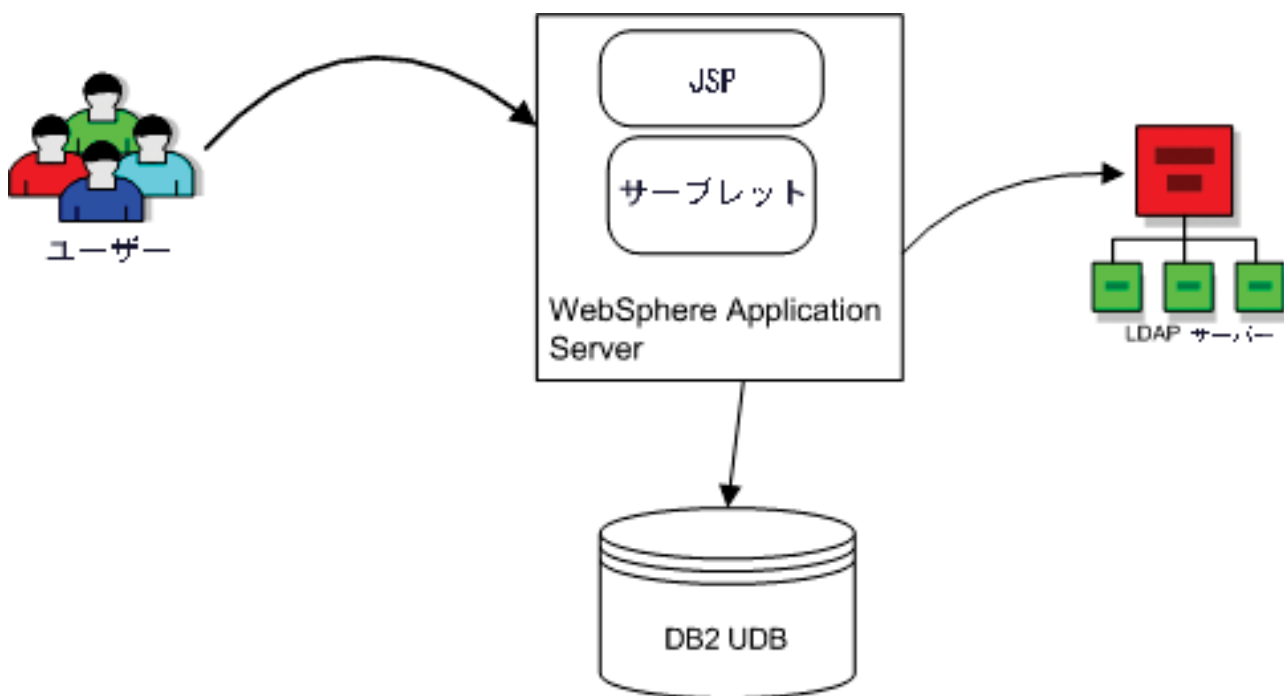 JSP
サーブレット
ユーザー
WebSphere Application
Server
LDAP サーバー
DB2 UDB